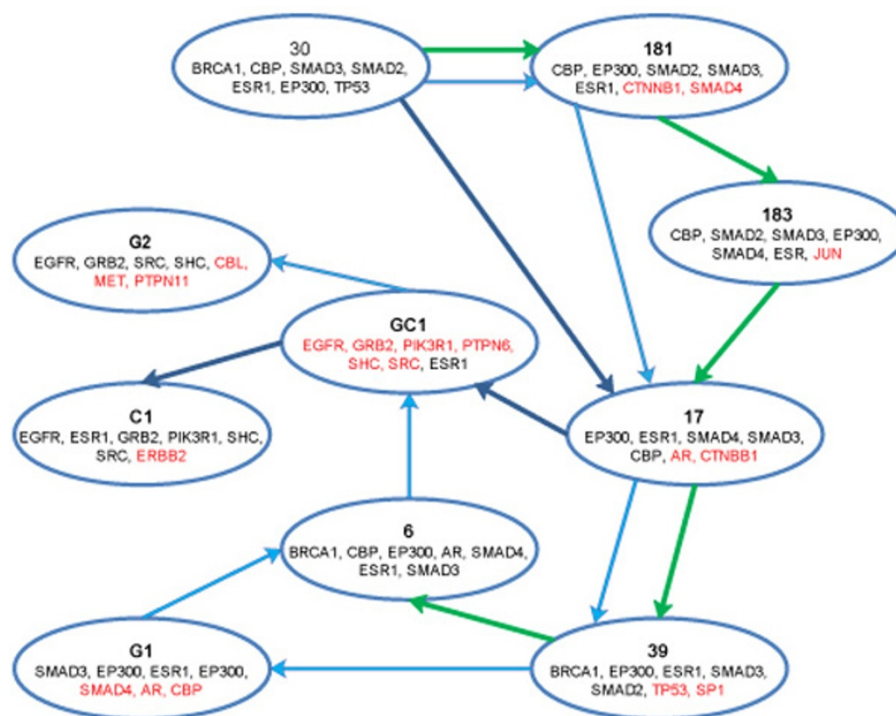 30
BRCA1, CBP, SMAD3, SMAD2,
ESR1, EP300, TP53
181
CBP, EP300, SMAD2, SMAD3,
ESR1, CTNNB1, SMAD4
183
CBP, SMAD2, SMAD3, EP300,
SMAD4, ESR, JUN
G2
EGFR, GRB2, SRC, SHC, CBL,
MET, PTPN11
GC1
EGFR, GRB2, PIK3R1, PTPN6,
SHC, SRC, ESR1
C1
EGFR, ESR1, GRB2, PIK3R1, SHC,
SRC, ERBB2
17
EP300, ESR1, SMAD4, SMAD3,
CBP, AR, CTNBB1
6
BRCA1, CBP, EP300, AR, SMAD4,
ESR1, SMAD3
G1
SMAD3, EP300, ESR1, EP300,
SMAD4, AR, CBP
39
BRCA1, EP300, ESR1, SMAD3,
SMAD2, TP53, SP1